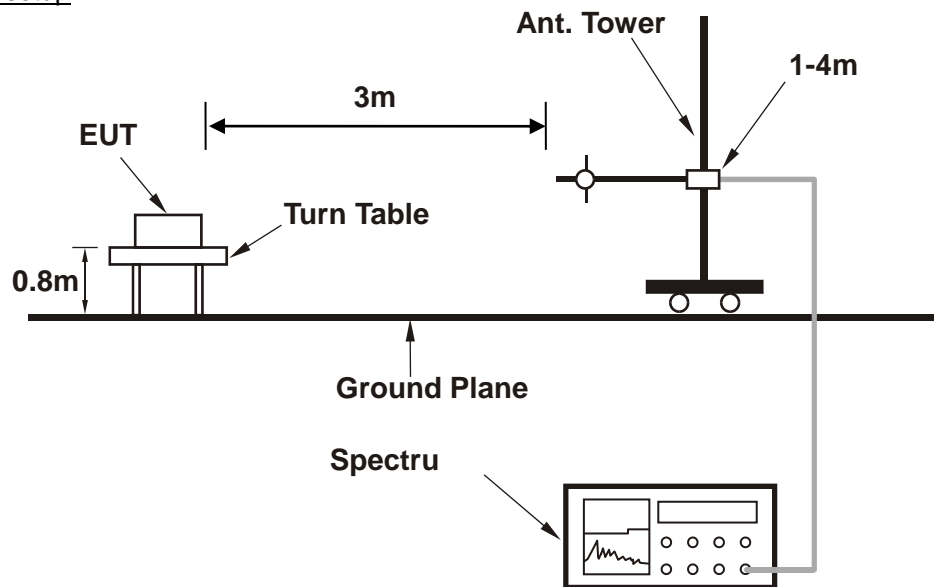 Ant. Tower
1-4m
3m
EUT
Turn Table
0.8m
Ground Plane
Spectru